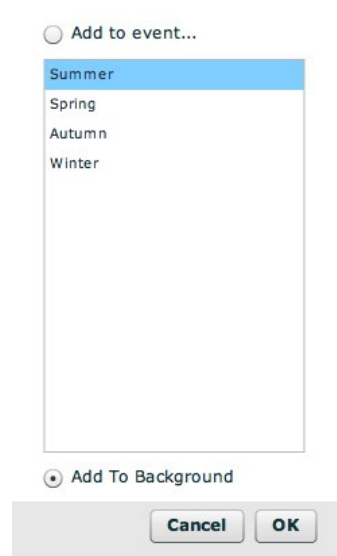 Add to event...
Summer
Spring
Autumn
Winter
Add To Background
Cancel OK